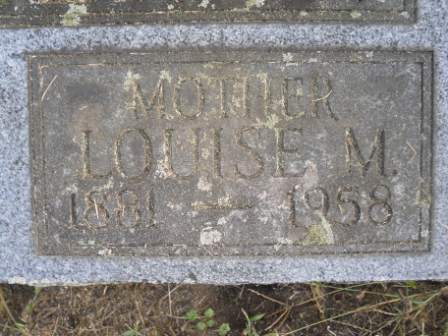 MOTHER
LOUISE M.
1881 — 1958